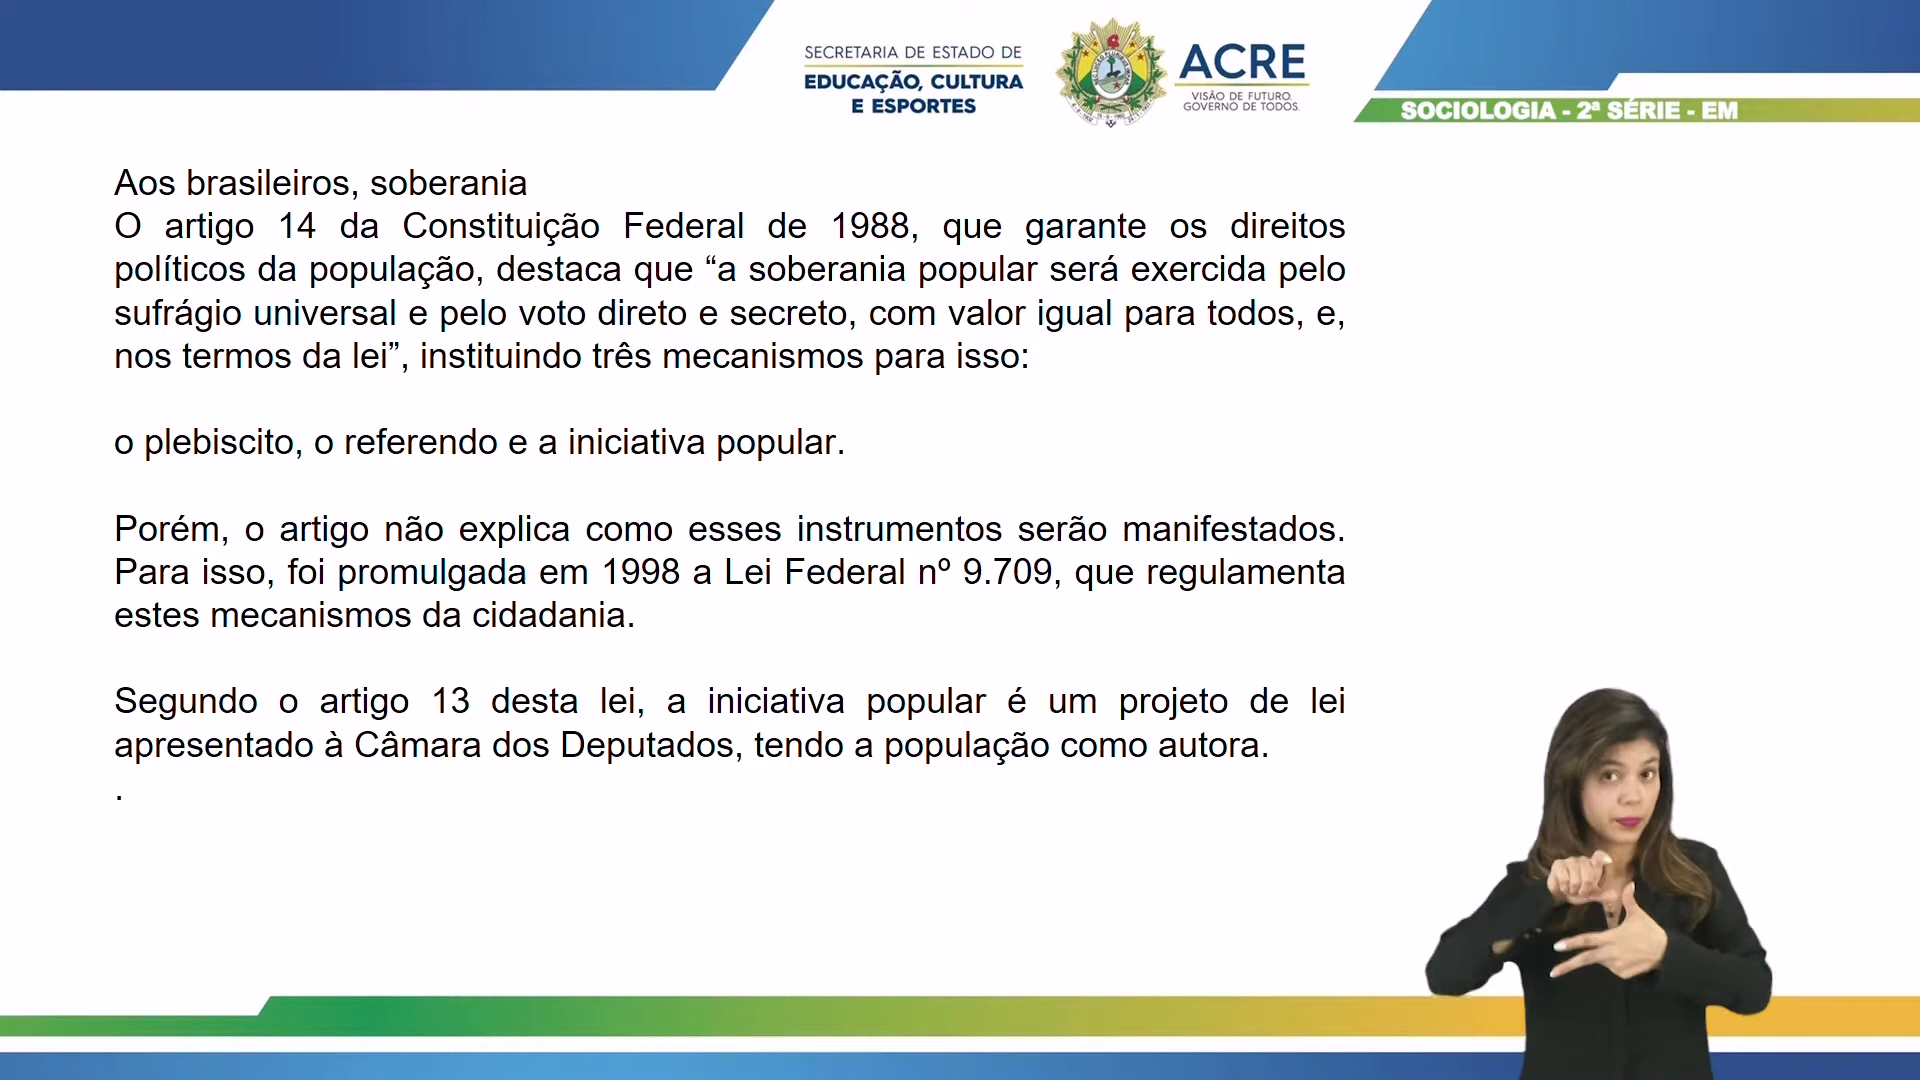 SECRETARIA DE ESTADO DE
EDUCAÇÃO, CULTURA
E ESPORTES
ACRE
VISÃO DE FUTURO.
GOVERNO DE TODOS.
SOCIOLOGIA - 2ª SÉRIE - EM
Aos brasileiros, soberania
O artigo 14 da Constituição Federal de 1988, que garante os direitos
políticos da população, destaca que “a soberania popular será exercida pelo
sufrágio universal e pelo voto direto e secreto, com valor igual para todos, e,
nos termos da lei”, instituindo três mecanismos para isso:
o plebiscito, o referendo e a iniciativa popular.
Porém, o artigo não explica como esses instrumentos serão manifestados.
Para isso, foi promulgada em 1998 a Lei Federal nº 9.709, que regulamenta
estes mecanismos da cidadania.
Segundo o artigo 13 desta lei, a iniciativa popular é um projeto de lei
apresentado à Câmara dos Deputados, tendo a população como autora.
.